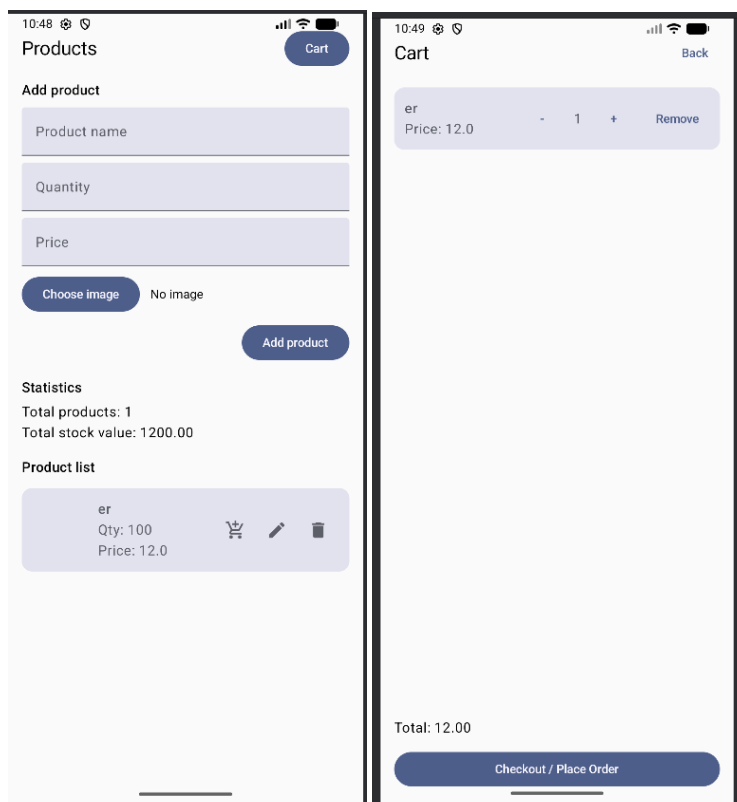 10:48
Products
Cart
Add product
Product name
Quantity
Price
Choose image
No image
Add product
Statistics
Total products: 1
Total stock value: 1200.00
Product list
er
Qty: 100
Price: 12.0
10:49
Cart
Back
er
Price: 12.0
- 1 +
Remove
Total: 12.00
Checkout / Place Order